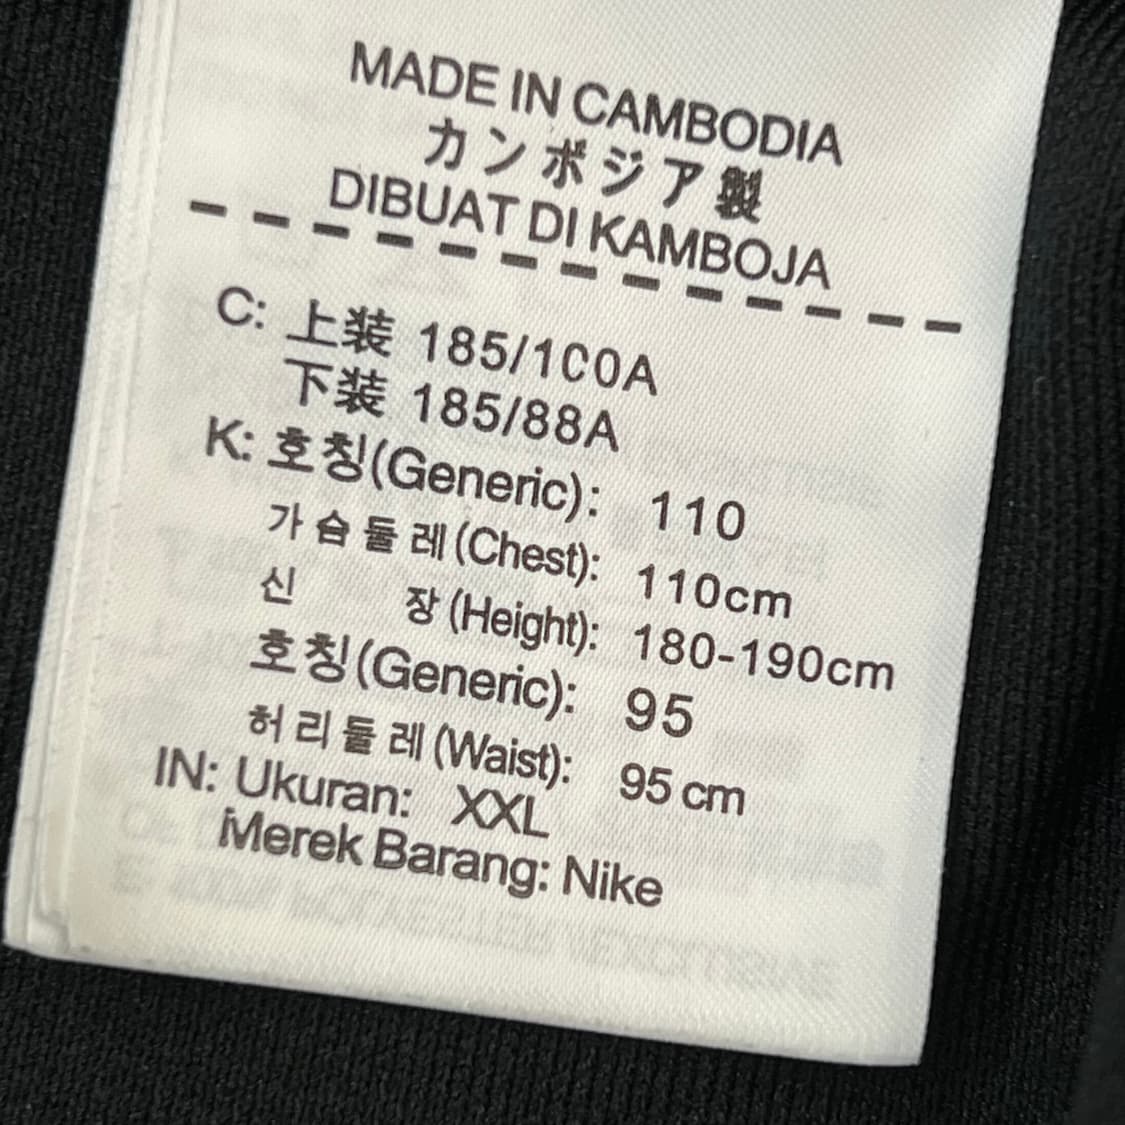 MADE IN CAMBODIA
カンボジア製
DIBUAT DI KAMBOJA
C: 上装 185/100A
下装 185/88A
K: 호칭(Generic): 110
가슴둘레(Chest): 110cm
신 장(Height): 180-190cm
호칭(Generic): 95
허리둘레(Waist): 95 cm
IN: Ukuran: XXL
Merek Barang: Nike